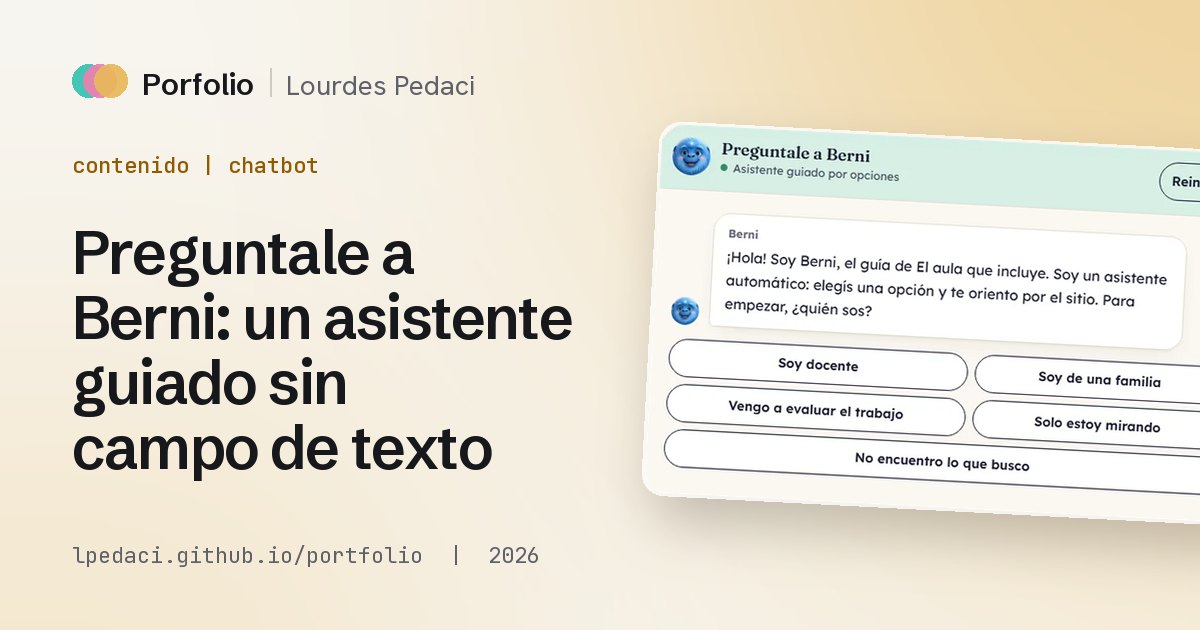 Porfolio | Lourdes Pedaci
contenido | chatbot
Preguntale a
Berni: un asistente
guiado sin
campo de texto
lpedaci.github.io/portfolio | 2026
Preguntale a Berni
Asistente guiado por opciones
Rein
Berni
¡Hola! Soy Berni, el guía de El aula que incluye. Soy un asistente
automático: elegís una opción y te oriento por el sitio. Para
empezar, ¿quién sos?
Soy docente
Soy de una familia
Vengo a evaluar el trabajo
Solo estoy mirando
No encuentro lo que busco